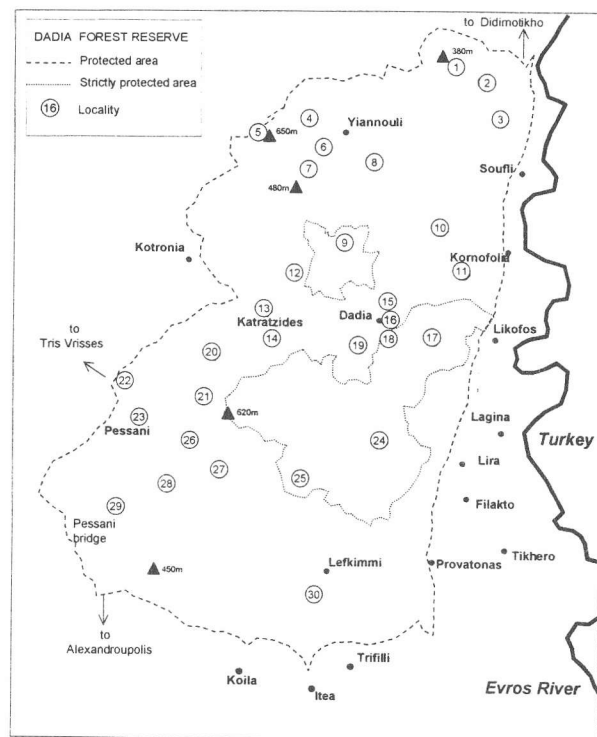 to
Didimotikho
DADIA FOREST RESERVE
Protected area
Strictly protected area
16 Locality
380m
1
2
3
4
5
650m
Yiannouli
6
7
8
480m
Soufli
9
10
Kornofolia
11
Kotronia
12
13
Katratzides
14
15
Dadia
16
17
18
19
Likofos
20
to
Tris Vrisses
22
21
620m
23
Pessani
Lagina
Turkey
24
26
Lira
27
25
28
Filakto
29
Pessani
bridge
Tikhero
Provatonas
450m
Lefkimmi
30
to
Alexandroupolis
Trifilli
Koila
Itea
Evros River